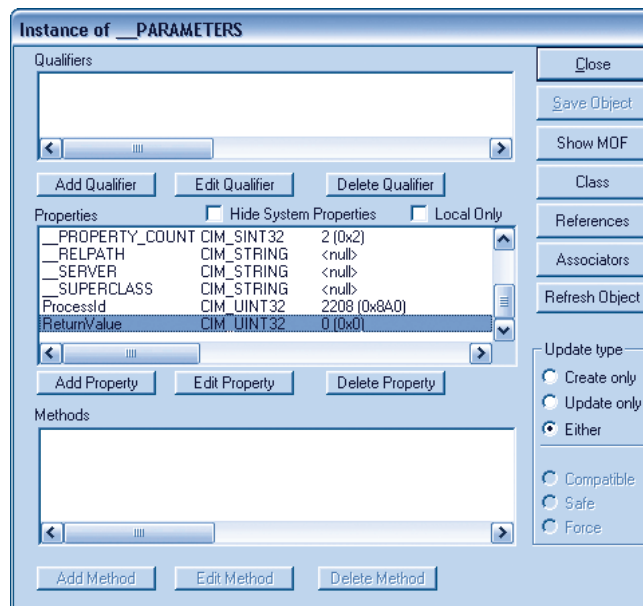 Instance of __PARAMETERS
Qualifiers
Close
Save Object
Show MOF
Add Qualifier Edit Qualifier Delete Qualifier
Class
Properties Hide System Properties Local Only
References
__PROPERTY_COUNT CIM_SINT32 2 (0x2)
__RELPATH CIM_STRING <null>
__SERVER CIM_STRING <null>
__SUPERCLASS CIM_STRING <null>
ProcessId CIM_UINT32 2208 (0x8A0)
ReturnValue CIM_UINT32 0 (0x0)
Associators
Refresh Object
Add Property Edit Property Delete Property
Update type
Create only
Update only
Either
Compatible
Safe
Force
Methods
Add Method Edit Method Delete Method